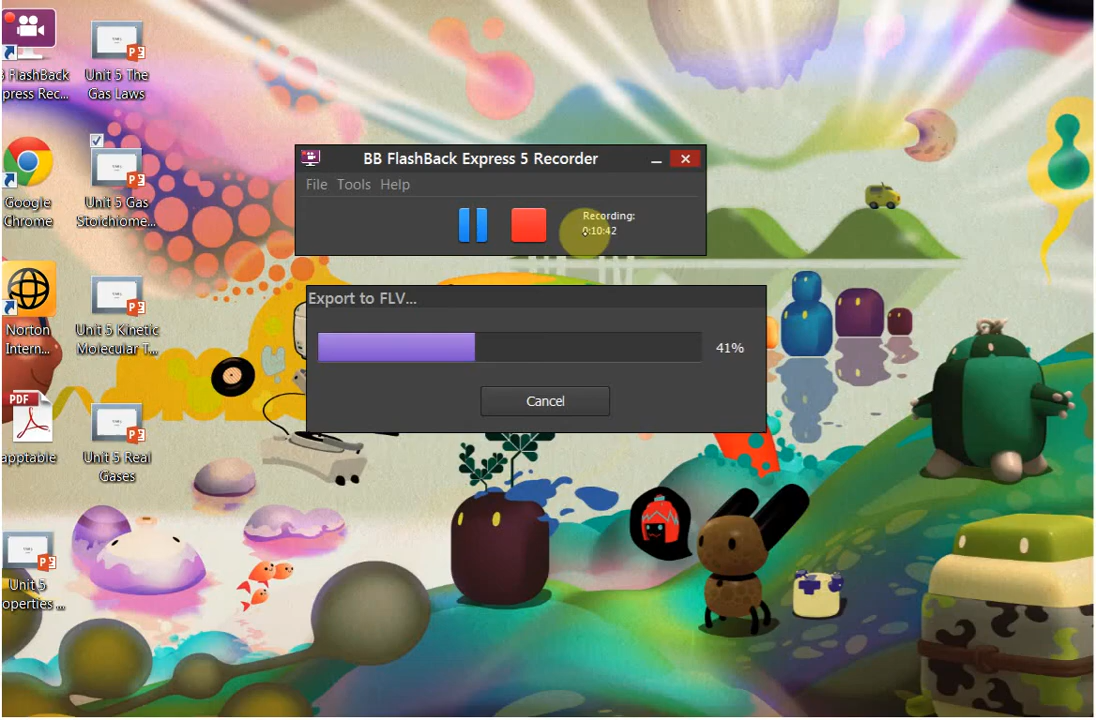 B FlashBack
press Rec...
Unit 5 The
Gas Laws
Google
Chrome
Unit 5 Gas
Stoichiome...
Norton
Intern...
Unit 5 Kinetic
Molecular T...
PDF
apptable
Unit 5 Real
Gases
Unit 5
operties ...
BB FlashBack Express 5 Recorder
File Tools Help
Recording:
0:10:42
Export to FLV...
41%
Cancel